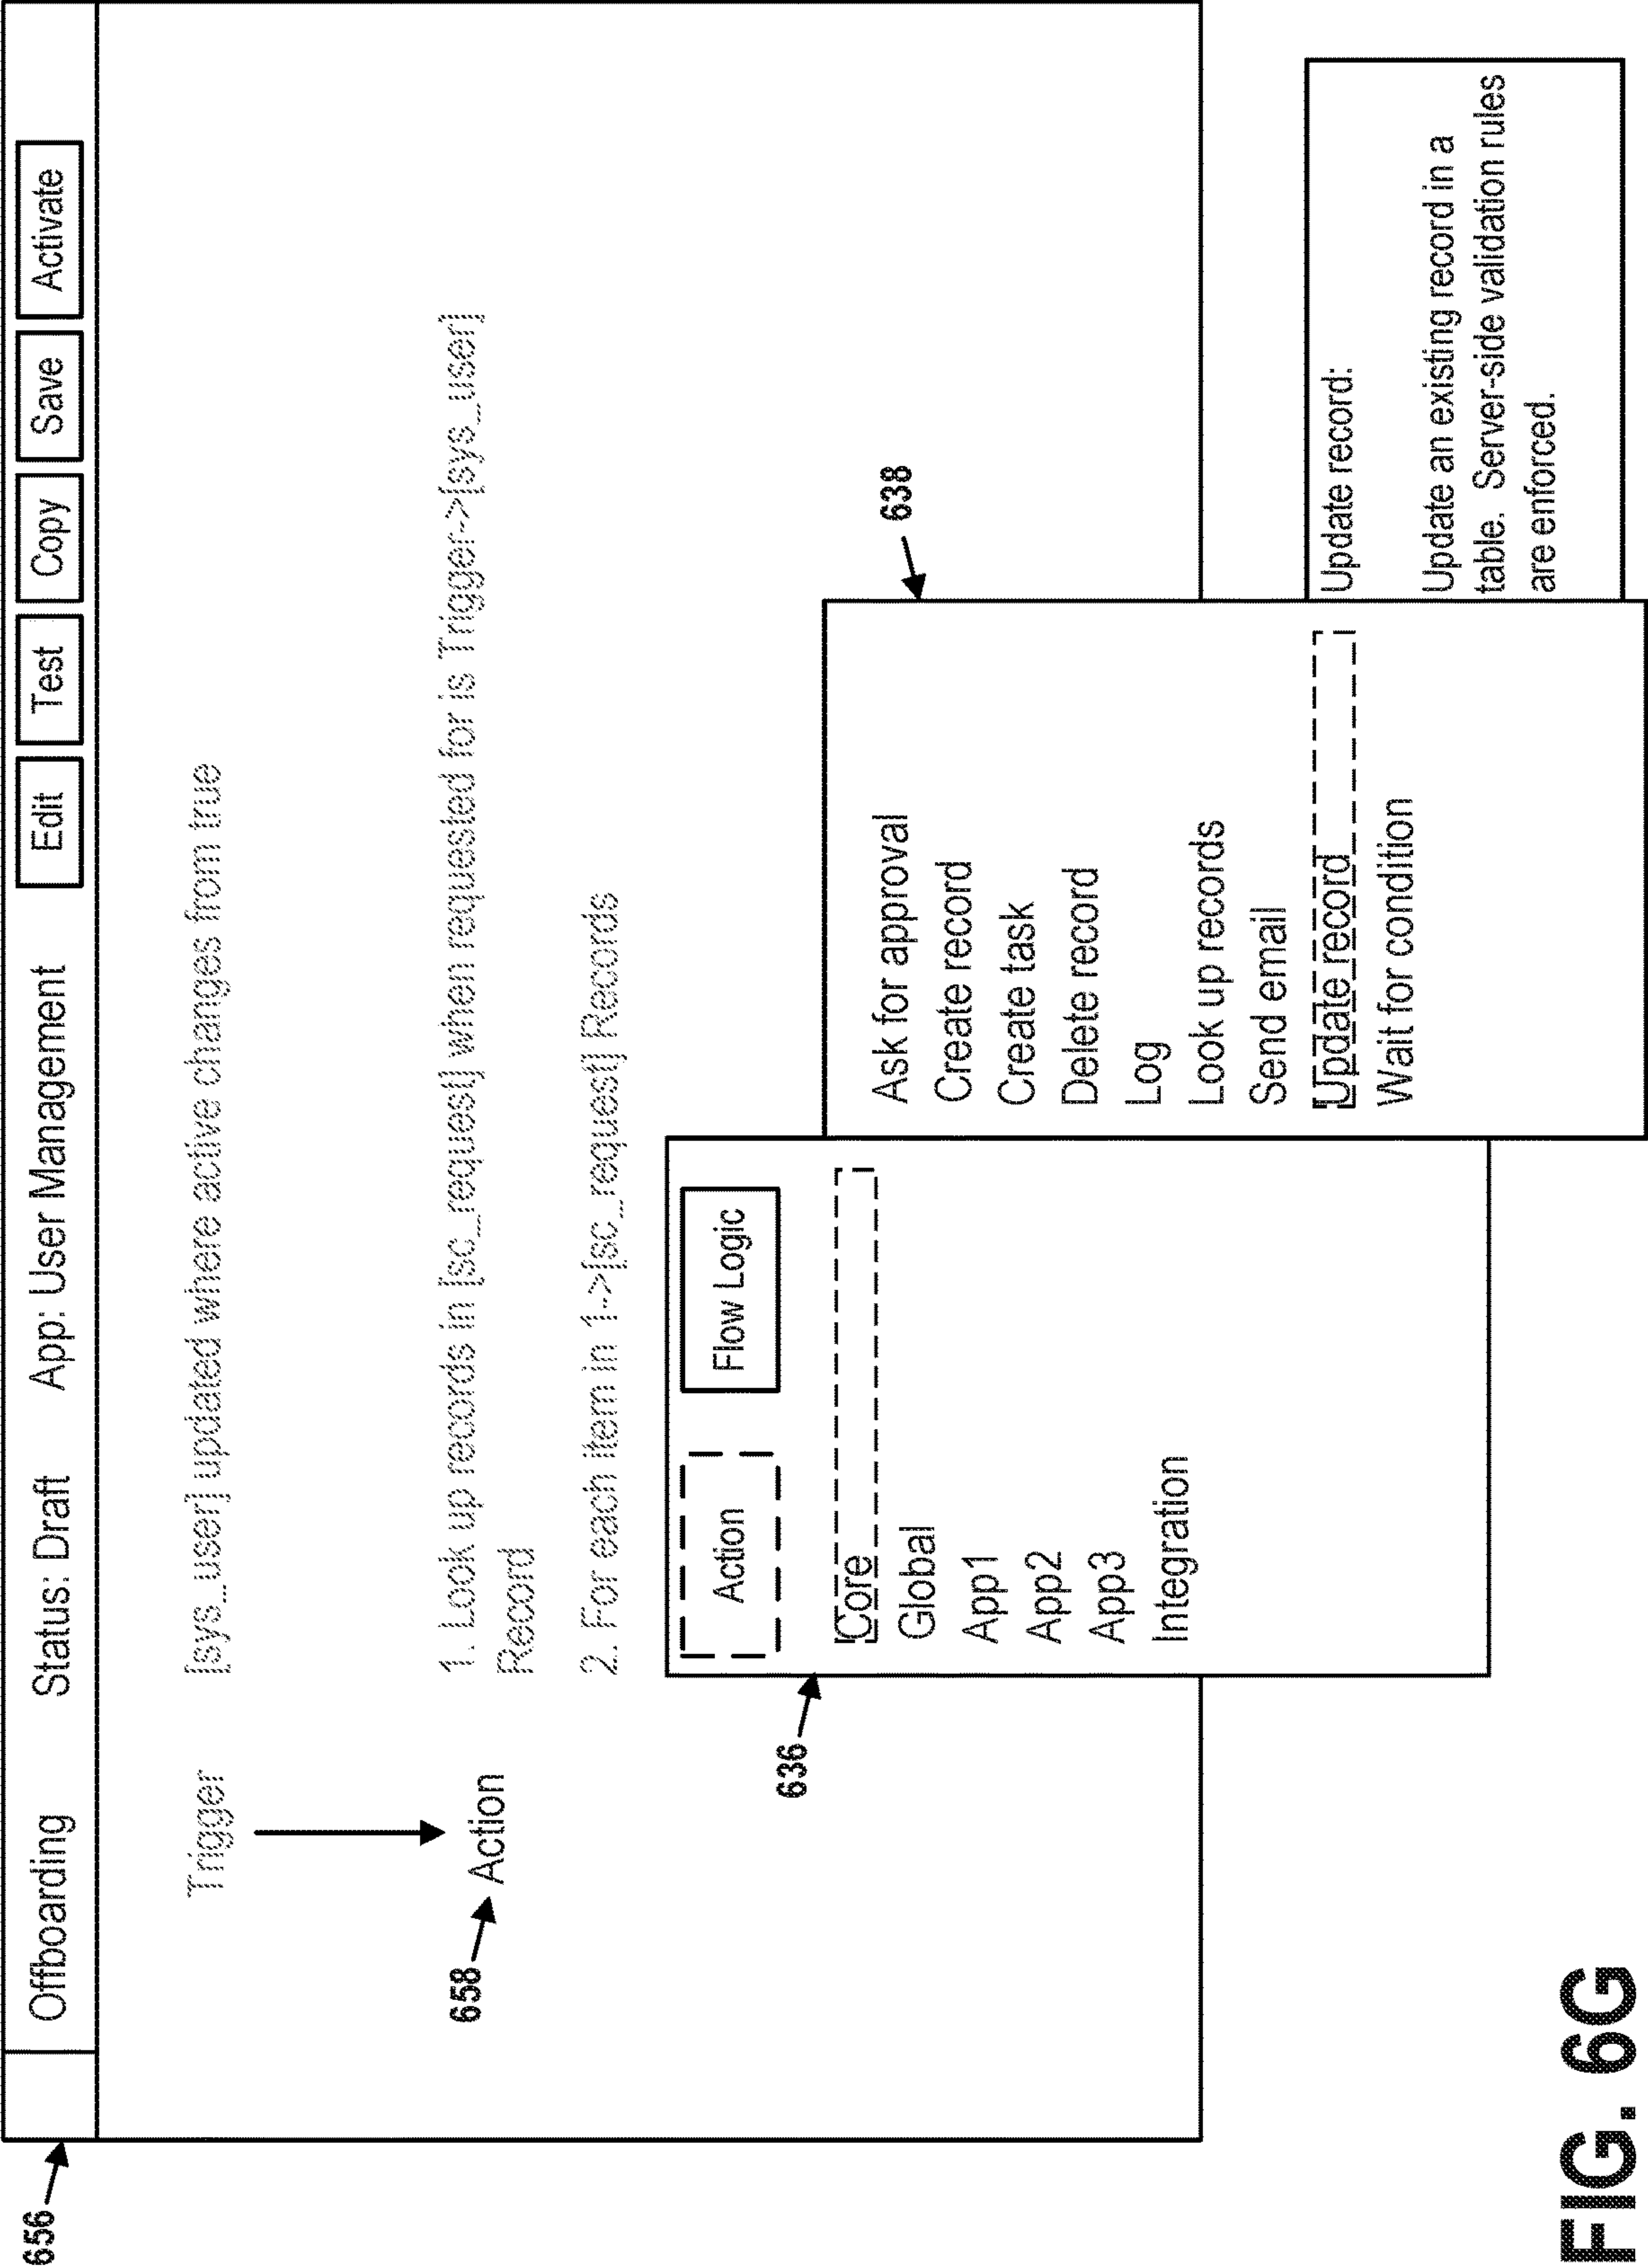 656
Offboarding Status: Draft App: User Management Edit Test Copy Save Activate
Trigger [sys_user] updated where active changes from true
658
Action
1. Look up records in [sc_request] when requested for is Trigger->[sys_user]
Record
2. For each item in 1->[sc_request] Records
636
Action Flow Logic
Core
Global
App1
App2
App3
Integration
638
Ask for approval
Create record
Create task
Delete record
Log
Look up records
Send email
Update record
Wait for condition
Update record:
Update an existing record in a
table. Server-side validation rules
are enforced.
FIG. 6G